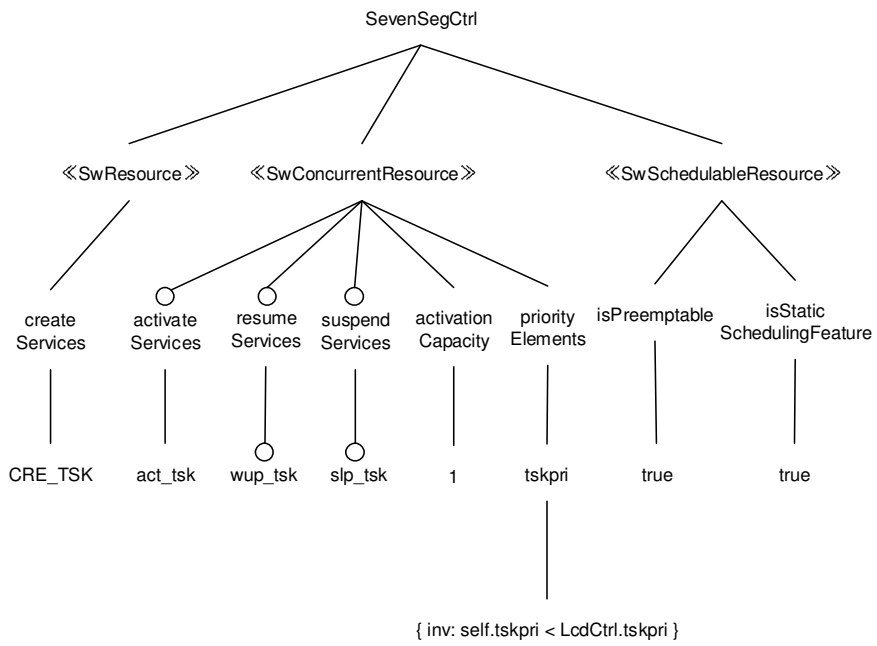 SevenSegCtrl
≪SwResource≫
≪SwConcurrentResource≫
≪SwSchedulableResource≫
create
Services
activate
Services
resume
Services
suspend
Services
activation
Capacity
priority
Elements
isPreemptable
isStatic
SchedulingFeature
CRE_TSK
act_tsk
wup_tsk
slp_tsk
1
tskpri
true
true
{ inv: self.tskpri < LcdCtrl.tskpri }